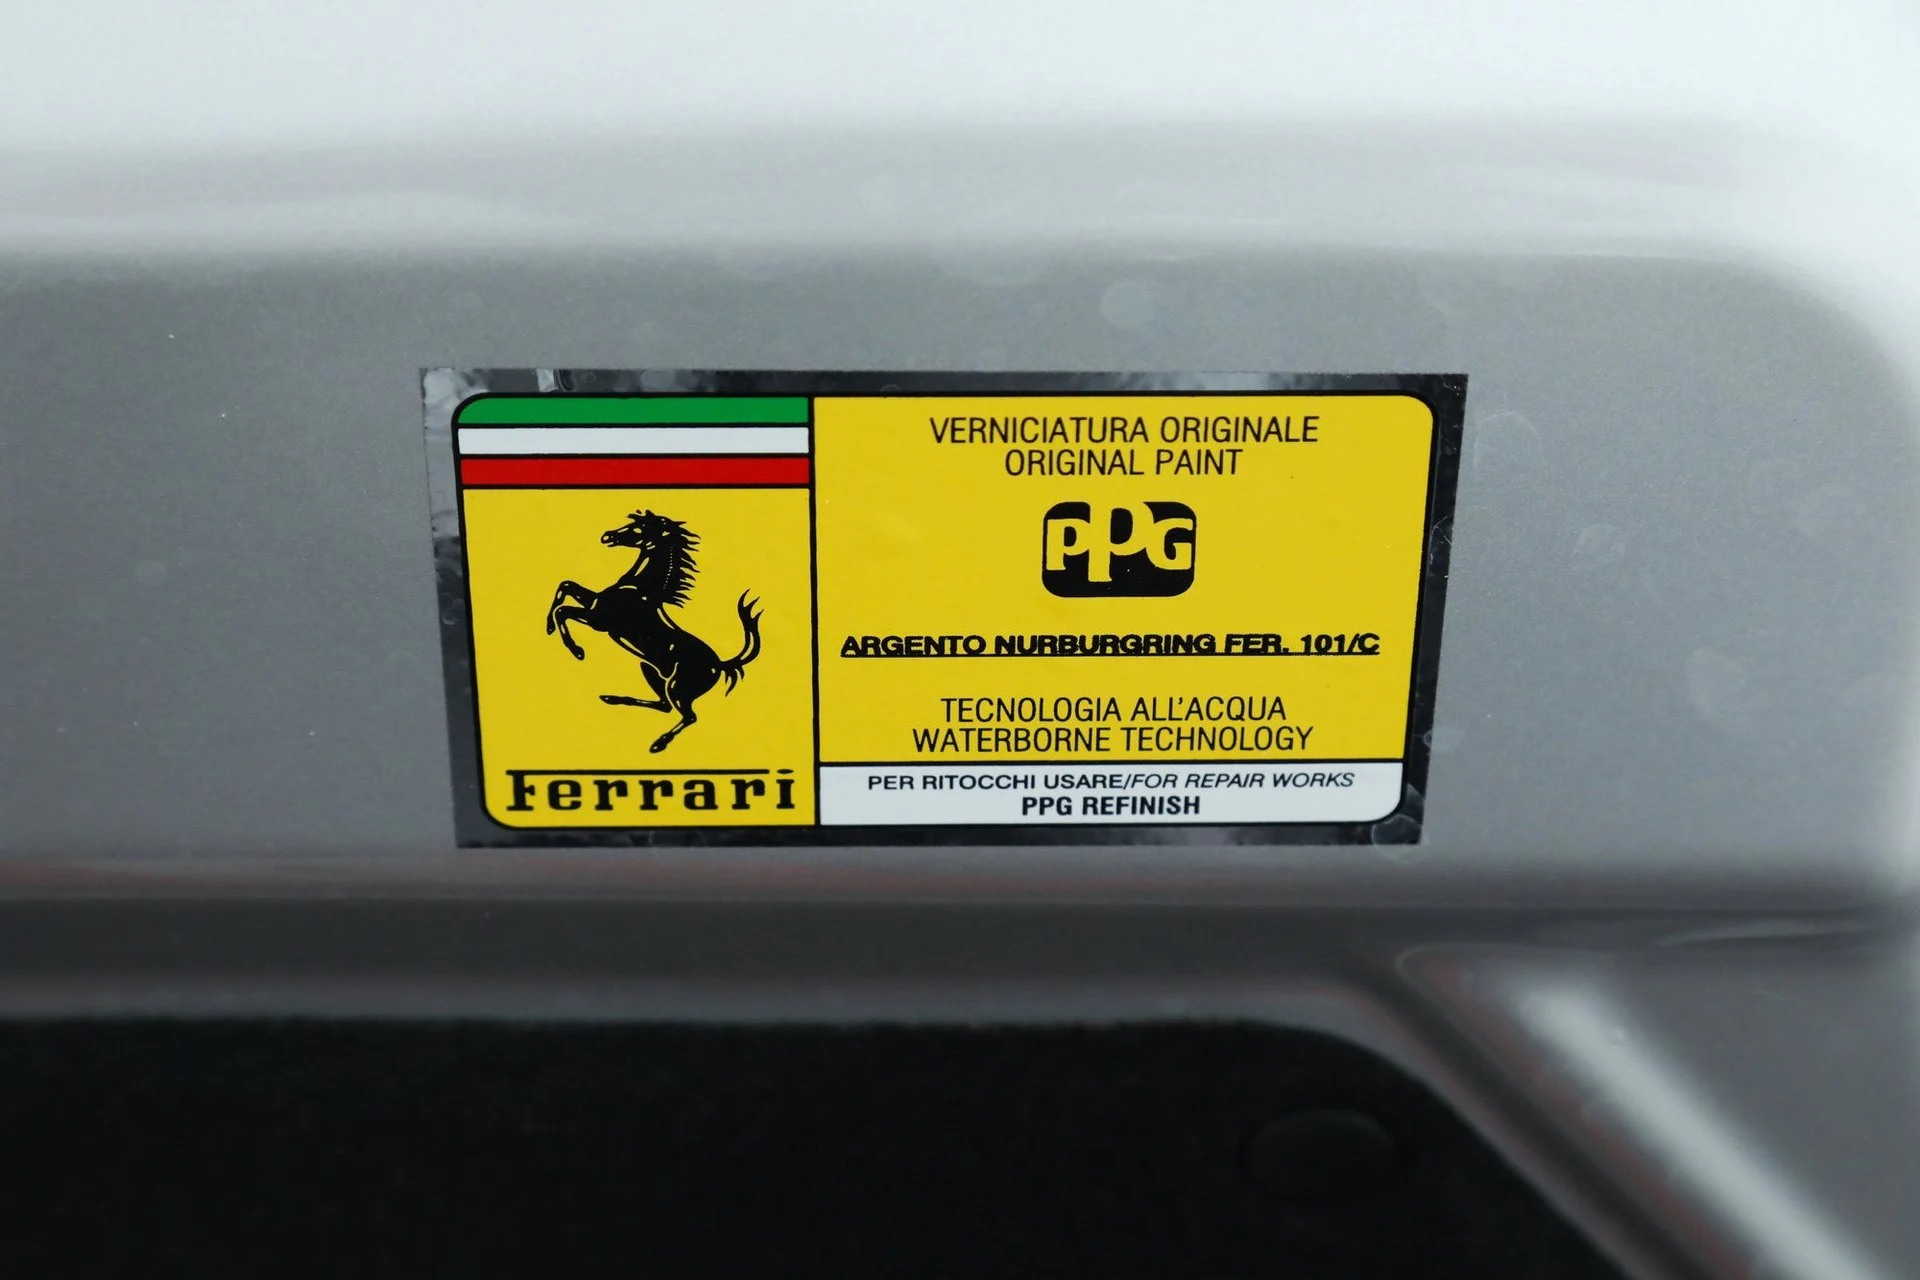 Ferrari
VERNICIATURA ORIGINALE
ORIGINAL PAINT
PPG
ARGENTO NURBURGRING FER. 101/C
TECNOLOGIA ALL'ACQUA
WATERBORNE TECHNOLOGY
PER RITOCCHI USARE/FOR REPAIR WORKS
PPG REFINISH